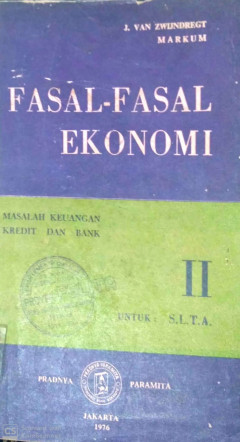 J. VAN ZWIJNDREGT
MARKUM
FASAL-FASAL
EKONOMI
MASALAH KEUANGAN
KREDIT DAN BANK
II
UNTUK: S.L.T.A.
PRADNYA PARAMITA
JAKARTA
1976